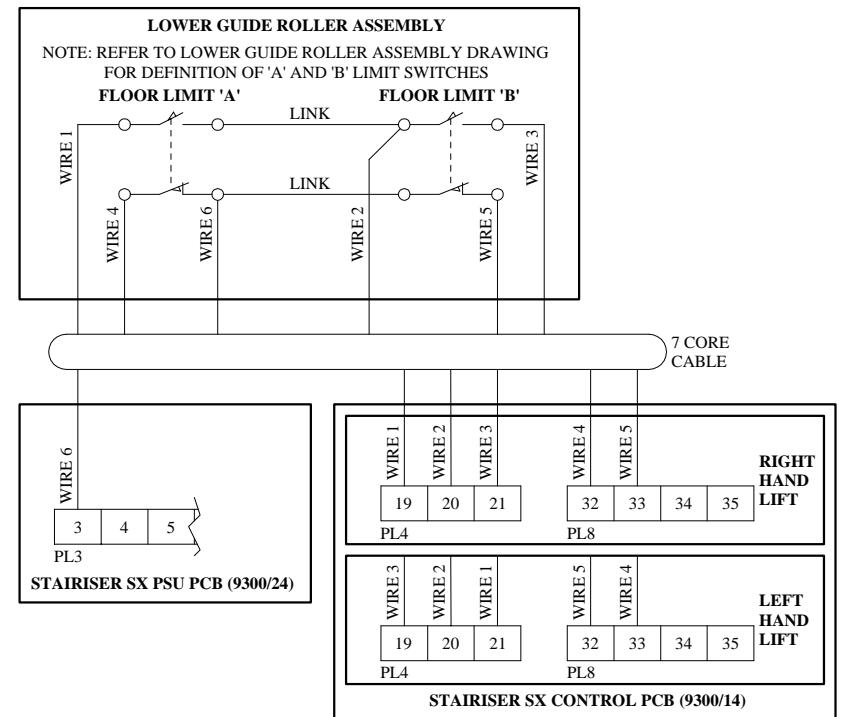 LOWER GUIDE ROLLER ASSEMBLY
NOTE: REFER TO LOWER GUIDE ROLLER ASSEMBLY DRAWING
FOR DEFINITION OF 'A' AND 'B' LIMIT SWITCHES
FLOOR LIMIT 'A'
FLOOR LIMIT 'B'
LINK
WIRE 1
WIRE 3
LINK
WIRE 4
WIRE 6
WIRE 2
WIRE 5
7 CORE
CABLE
WIRE 6
3 4 5
PL3
STAIRISER SX PSU PCB (9300/24)
WIRE 1
WIRE 2
WIRE 3
WIRE 4
WIRE 5
19 20 21
32 33 34 35
PL4
PL8
RIGHT
HAND
LIFT
WIRE 3
WIRE 2
WIRE 1
WIRE 5
WIRE 4
19 20 21
32 33 34 35
PL4
PL8
LEFT
HAND
LIFT
STAIRISER SX CONTROL PCB (9300/14)